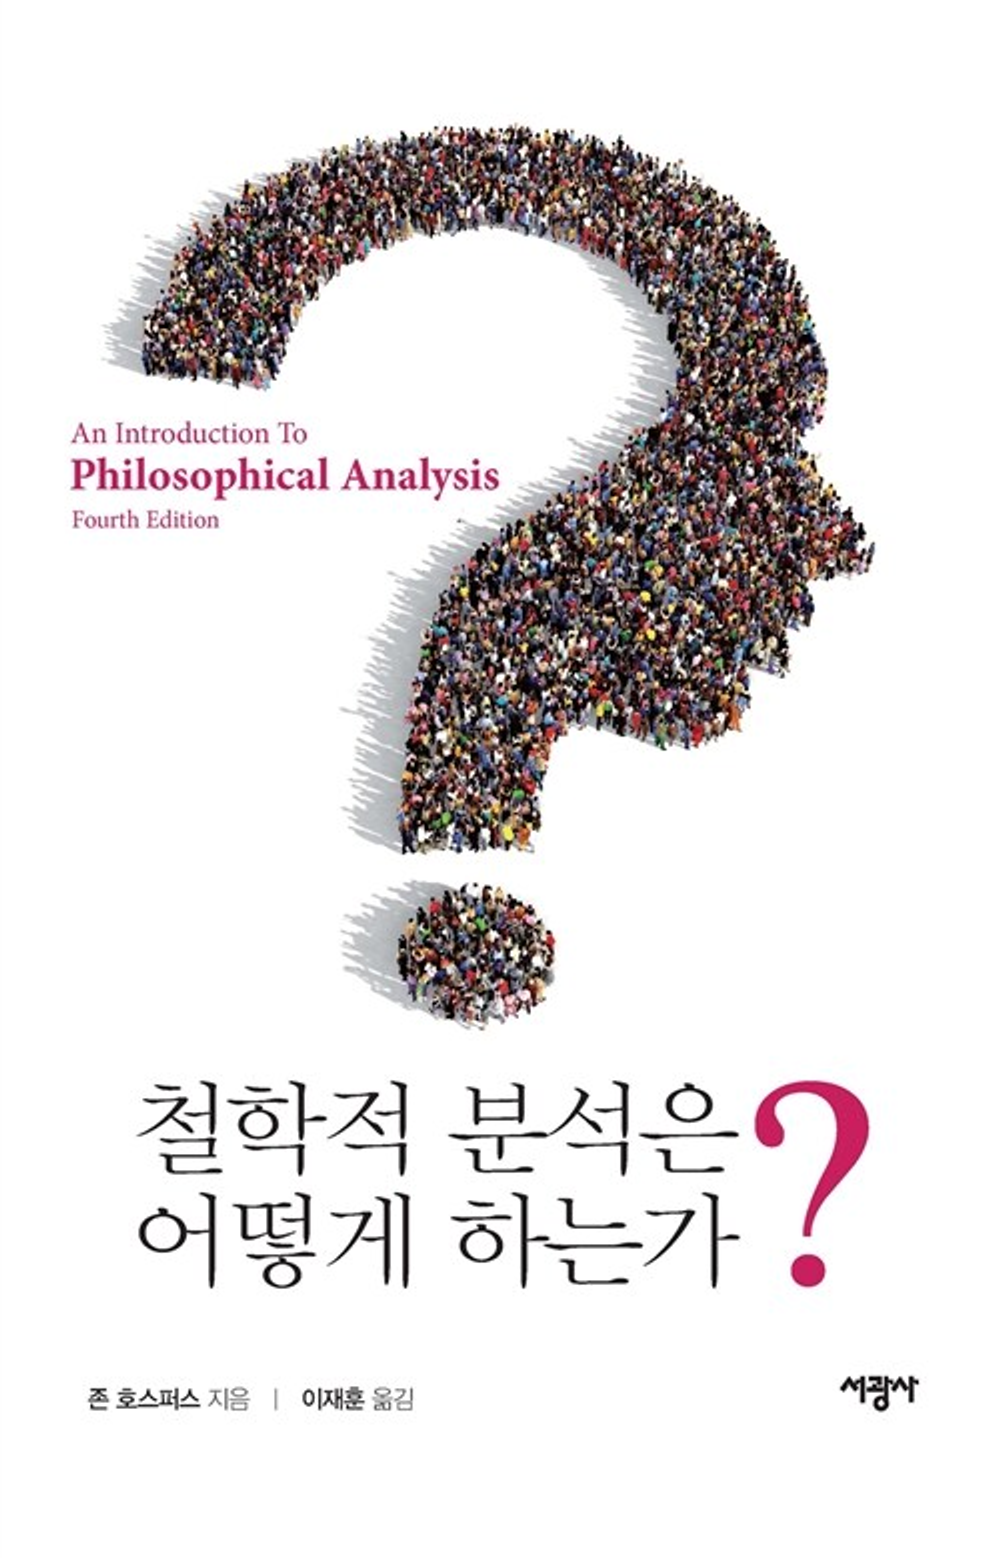 An Introduction To
Philosophical Analysis
Fourth Edition
철학적 분석은
어떻게 하는가?
존 호스퍼스 지음 | 이재훈 옮김
서광사